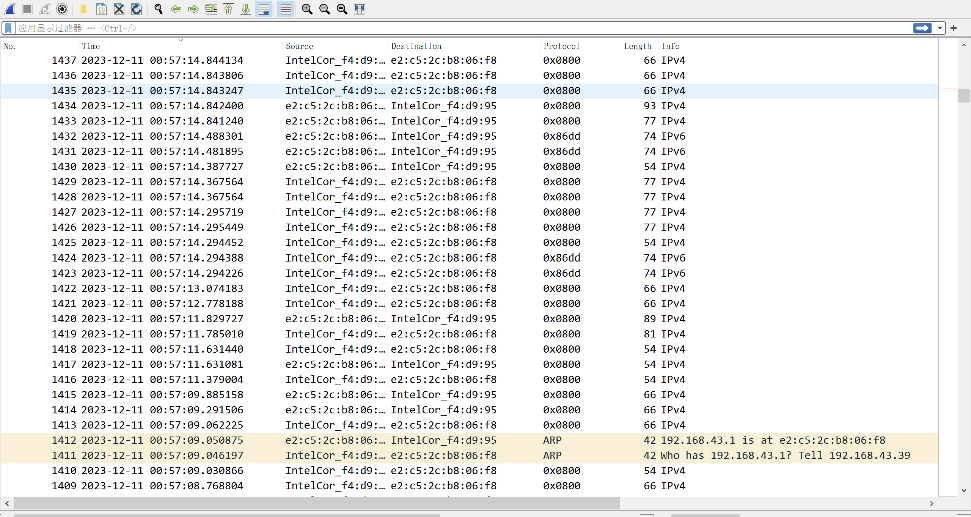 应用显示过滤器 … <Ctrl-/>
No. Time Source Destination Protocol Length Info
1437 2023-12-11 00:57:14.844134 IntelCor_f4:d9:… e2:c5:2c:b8:06:f8 0x0800 66 IPv4
1436 2023-12-11 00:57:14.843806 IntelCor_f4:d9:… e2:c5:2c:b8:06:f8 0x0800 66 IPv4
1435 2023-12-11 00:57:14.843247 IntelCor_f4:d9:… e2:c5:2c:b8:06:f8 0x0800 66 IPv4
1434 2023-12-11 00:57:14.842400 e2:c5:2c:b8:06:… IntelCor_f4:d9:95 0x0800 93 IPv4
1433 2023-12-11 00:57:14.841240 e2:c5:2c:b8:06:… IntelCor_f4:d9:95 0x0800 77 IPv4
1432 2023-12-11 00:57:14.488301 e2:c5:2c:b8:06:… IntelCor_f4:d9:95 0x86dd 74 IPv6
1431 2023-12-11 00:57:14.481895 e2:c5:2c:b8:06:… IntelCor_f4:d9:95 0x86dd 74 IPv6
1430 2023-12-11 00:57:14.387727 e2:c5:2c:b8:06:… IntelCor_f4:d9:95 0x0800 54 IPv4
1429 2023-12-11 00:57:14.367564 IntelCor_f4:d9:… e2:c5:2c:b8:06:f8 0x0800 77 IPv4
1428 2023-12-11 00:57:14.367564 IntelCor_f4:d9:… e2:c5:2c:b8:06:f8 0x0800 77 IPv4
1427 2023-12-11 00:57:14.295719 IntelCor_f4:d9:… e2:c5:2c:b8:06:f8 0x0800 77 IPv4
1426 2023-12-11 00:57:14.295449 IntelCor_f4:d9:… e2:c5:2c:b8:06:f8 0x0800 77 IPv4
1425 2023-12-11 00:57:14.294452 IntelCor_f4:d9:… e2:c5:2c:b8:06:f8 0x0800 54 IPv4
1424 2023-12-11 00:57:14.294388 IntelCor_f4:d9:… e2:c5:2c:b8:06:f8 0x86dd 74 IPv6
1423 2023-12-11 00:57:14.294226 IntelCor_f4:d9:… e2:c5:2c:b8:06:f8 0x86dd 74 IPv6
1422 2023-12-11 00:57:13.074183 IntelCor_f4:d9:… e2:c5:2c:b8:06:f8 0x0800 66 IPv4
1421 2023-12-11 00:57:12.778188 IntelCor_f4:d9:… e2:c5:2c:b8:06:f8 0x0800 66 IPv4
1420 2023-12-11 00:57:11.829727 e2:c5:2c:b8:06:… IntelCor_f4:d9:95 0x0800 89 IPv4
1419 2023-12-11 00:57:11.785010 IntelCor_f4:d9:… e2:c5:2c:b8:06:f8 0x0800 81 IPv4
1418 2023-12-11 00:57:11.631440 IntelCor_f4:d9:… e2:c5:2c:b8:06:f8 0x0800 54 IPv4
1417 2023-12-11 00:57:11.631081 e2:c5:2c:b8:06:… IntelCor_f4:d9:95 0x0800 54 IPv4
1416 2023-12-11 00:57:11.379004 IntelCor_f4:d9:… e2:c5:2c:b8:06:f8 0x0800 54 IPv4
1415 2023-12-11 00:57:09.885158 e2:c5:2c:b8:06:… IntelCor_f4:d9:95 0x0800 66 IPv4
1414 2023-12-11 00:57:09.291506 e2:c5:2c:b8:06:… IntelCor_f4:d9:95 0x0800 66 IPv4
1413 2023-12-11 00:57:09.062225 IntelCor_f4:d9:… e2:c5:2c:b8:06:f8 0x0800 66 IPv4
1412 2023-12-11 00:57:09.050875 e2:c5:2c:b8:06:… IntelCor_f4:d9:95 ARP 42 192.168.43.1 is at e2:c5:2c:b8:06:f8
1411 2023-12-11 00:57:09.046197 IntelCor_f4:d9:… e2:c5:2c:b8:06:f8 ARP 42 Who has 192.168.43.1? Tell 192.168.43.39
1410 2023-12-11 00:57:09.030866 IntelCor_f4:d9:… e2:c5:2c:b8:06:f8 0x0800 54 IPv4
1409 2023-12-11 00:57:08.768804 IntelCor_f4:d9:… e2:c5:2c:b8:06:f8 0x0800 66 IPv4